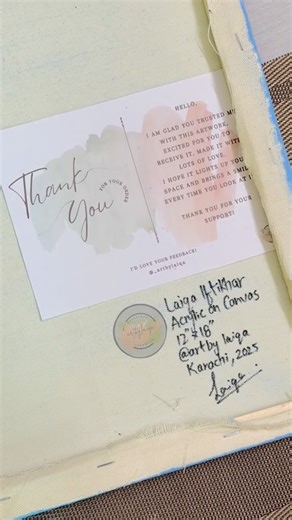 Thank
You
FOR YOUR ORDER
HELLO,
I AM GLAD YOU TRUSTED ME
WITH THIS ARTWORK,
EXCITED FOR YOU TO
RECEIVE IT, MADE IT WITH
LOTS OF LOVE.
I HOPE IT LIGHTS UP YOUR
SPACE AND BRINGS A SMILE
EVERY TIME YOU LOOK AT
THANK YOU FOR YOUR
SUPPORT!
I'D LOVE YOUR FEEDBACK!
@_artbylaiqa
Laiqa Iftikhar
Acrylic on Canvas
12"x18"
@artby laiqa
Karachi, 2025
Laiqa